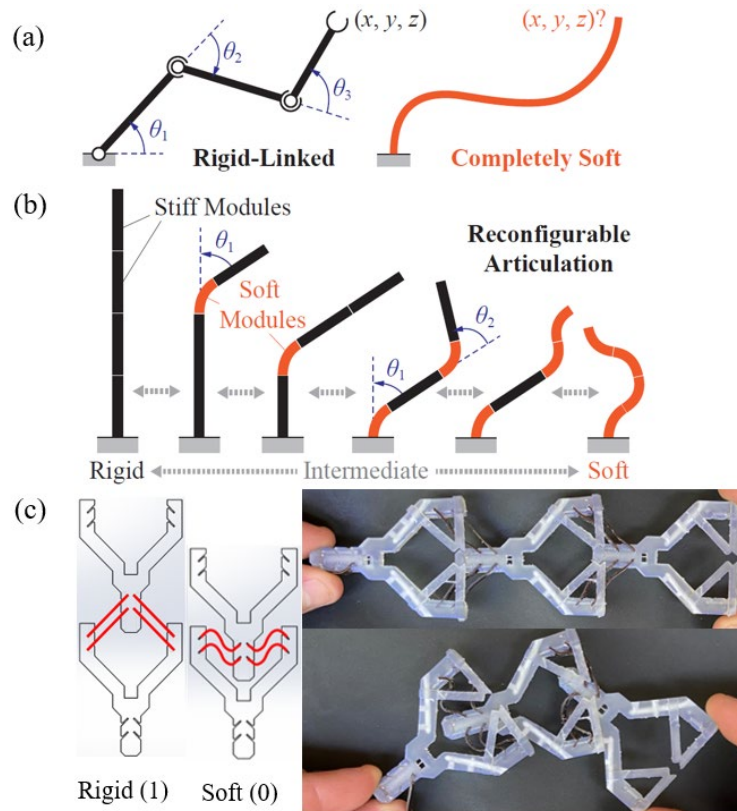 (a)
(x, y, z)
(x, y, z)?
θ2
θ1
θ3
Rigid-Linked
Completely Soft
(b)
Stiff Modules
θ1
Reconfigurable
Articulation
Soft
Modules
θ2
θ1
Rigid
Intermediate
Soft
(c)
Rigid (1)
Soft (0)